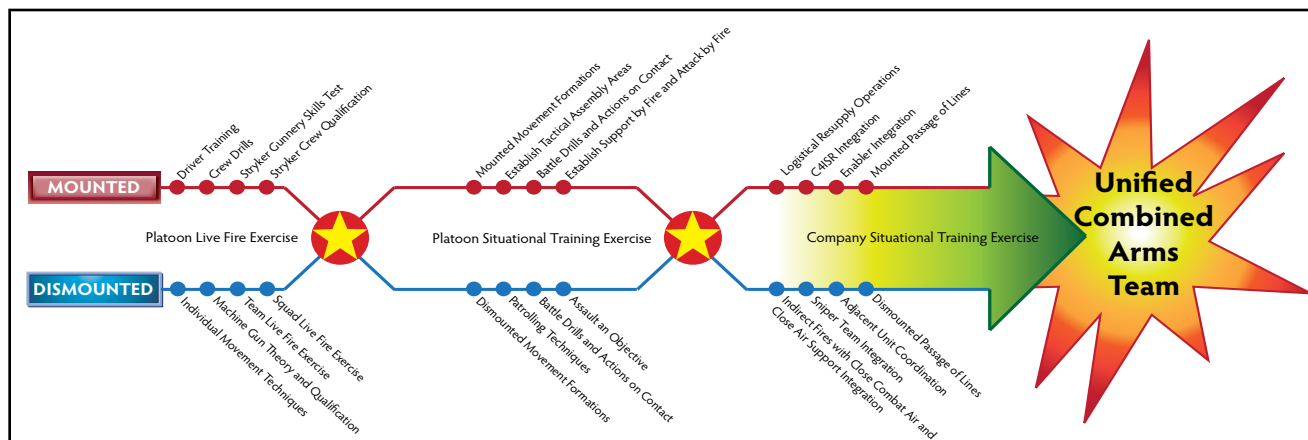 Driver Training
Crew Drills
Stryker Gunnery Skills Test
Stryker Crew Qualification
Mounted Movement Formations
Establish Tactical Assembly Areas
Battle Drills and Actions on Contact
Establish Support by Fire and Attack by Fire
Logistical Resupply Operations
C4ISR Integration
Enabler Integration
Mounted Passage of Lines
MOUNTED
Platoon Live Fire Exercise
Platoon Situational Training Exercise
Company Situational Training Exercise
Unified
Combined
Arms
Team
DISMOUNTED
Individual Movement Techniques
Machine Gun Theory and Qualification
Team Live Fire Exercise
Squad Live Fire Exercise
Dismounted Movement Formations
Patrolling Techniques
Battle Drills and Actions on Contact
Assault an Objective
Indirect Fires with Close Combat Air and
Close Air Support Integration
Sniper Team Integration
Adjacent Unit Coordination
Dismounted Passage of Lines